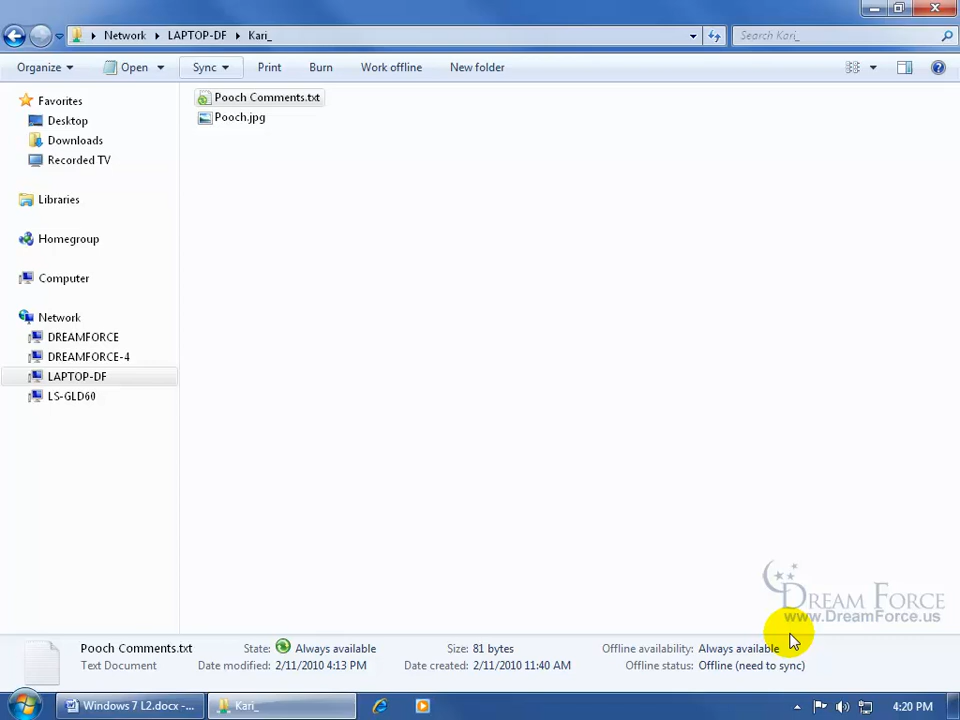 Network LAPTOP-DF Kari_
Search Kari_
Organize Open Sync Print Burn Work offline New folder
Favorites
Desktop
Downloads
Recorded TV
Libraries
Homegroup
Computer
Network
DREAMFORCE
DREAMFORCE-4
LAPTOP-DF
LS-GLD60
Pooch Comments.txt
Pooch.jpg
DREAM FORCE
www.DreamForce.us
Pooch Comments.txt State: Always available Size: 81 bytes Offline availability: Always available
Text Document Date modified: 2/11/2010 4:13 PM Date created: 2/11/2010 11:40 AM Offline status: Offline (need to sync)
Windows 7 L2.docx -... Kari_ 4:20 PM